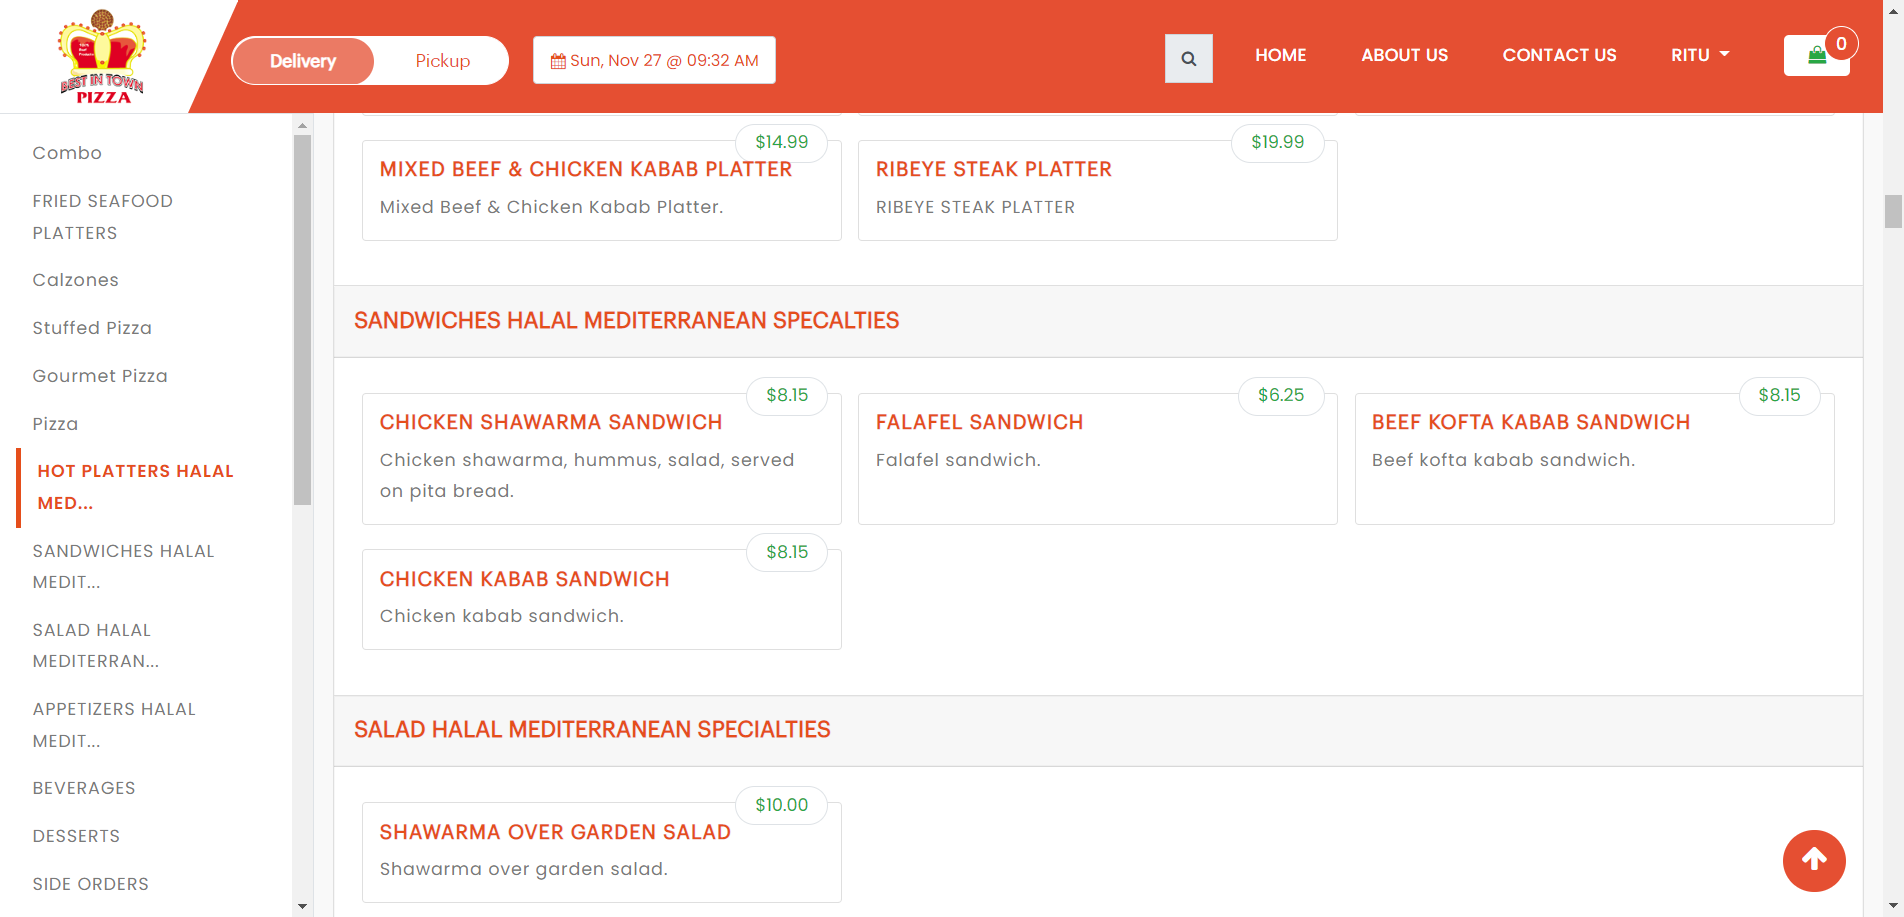 BEST IN TOWN
PIZZA
Delivery
Pickup
Sun, Nov 27 @ 09:32 AM
HOME
ABOUT US
CONTACT US
RITU
0
Combo
FRIED SEAFOOD
PLATTERS
Calzones
Stuffed Pizza
Gourmet Pizza
Pizza
HOT PLATTERS HALAL
MED...
SANDWICHES HALAL
MEDIT...
SALAD HALAL
MEDITERRAN...
APPETIZERS HALAL
MEDIT...
BEVERAGES
DESSERTS
SIDE ORDERS
$14.99
MIXED BEEF & CHICKEN KABAB PLATTER
Mixed Beef & Chicken Kabab Platter.
$19.99
RIBEYE STEAK PLATTER
RIBEYE STEAK PLATTER
SANDWICHES HALAL MEDITERRANEAN SPECALTIES
$8.15
CHICKEN SHAWARMA SANDWICH
Chicken shawarma, hummus, salad, served
on pita bread.
$6.25
FALAFEL SANDWICH
Falafel sandwich.
$8.15
BEEF KOFTA KABAB SANDWICH
Beef kofta kabab sandwich.
$8.15
CHICKEN KABAB SANDWICH
Chicken kabab sandwich.
SALAD HALAL MEDITERRANEAN SPECIALTIES
$10.00
SHAWARMA OVER GARDEN SALAD
Shawarma over garden salad.